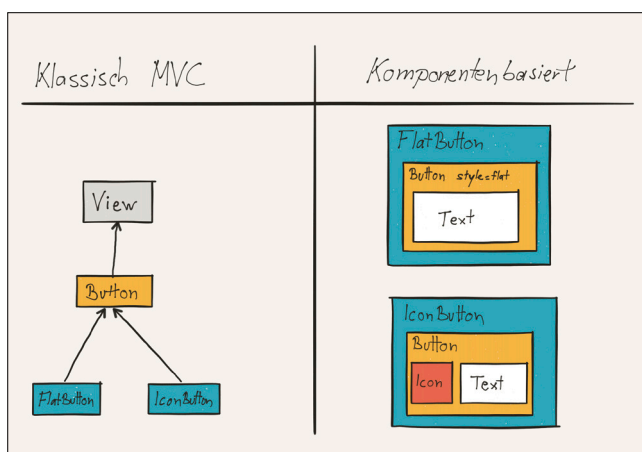 Klassisch MVC
Komponentenbasiert
View
Button
FlatButton
IconButton
FlatButton
Button style=flat
Text
IconButton
Button
Icon
Text